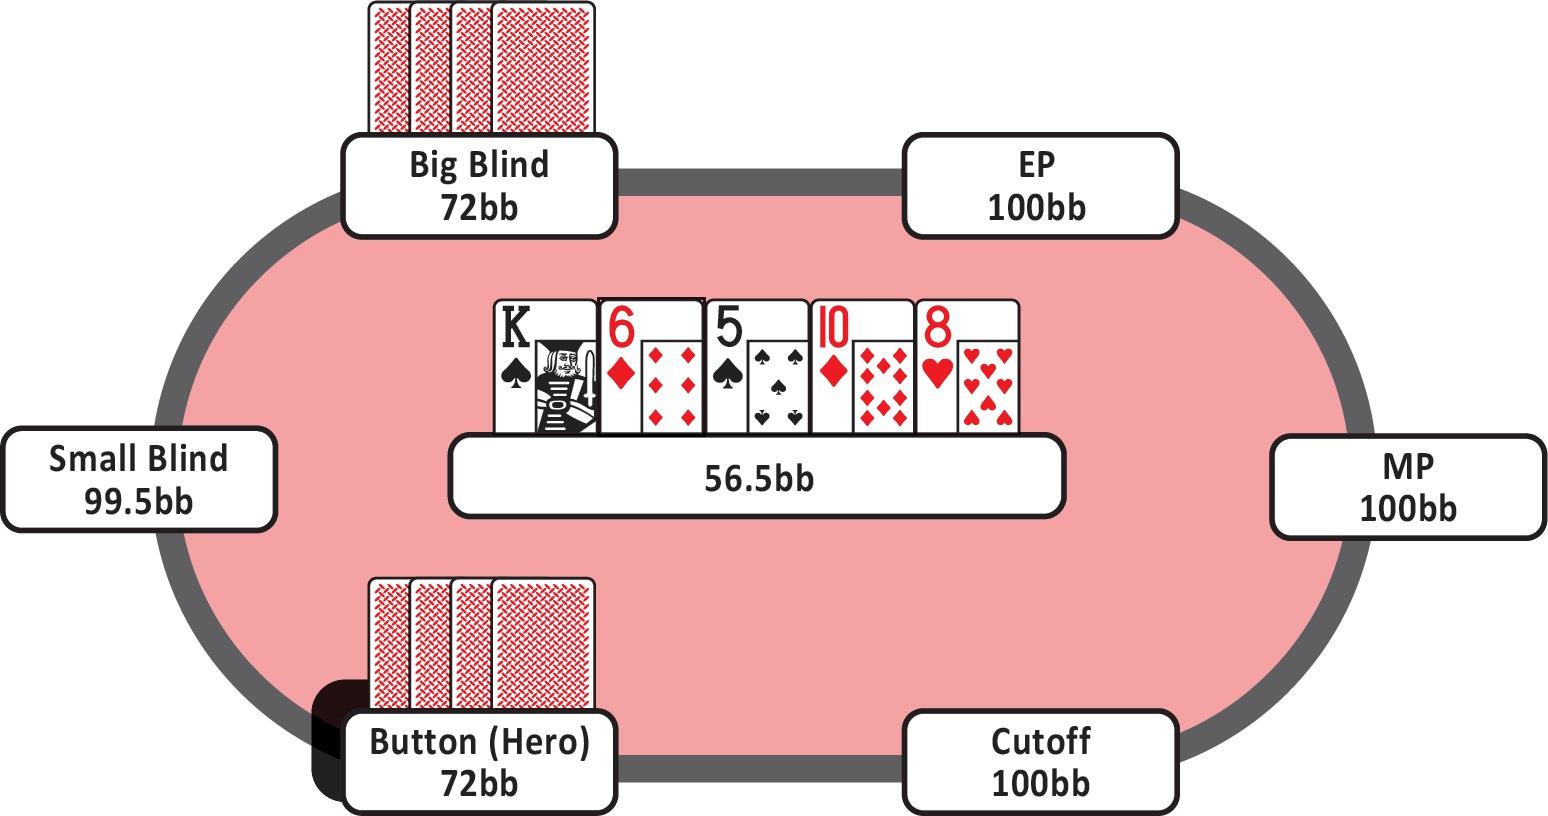 Big Blind
72bb
EP
100bb
K 6 5 10 8
Small Blind
99.5bb
56.5bb
MP
100bb
Button (Hero)
72bb
Cutoff
100bb